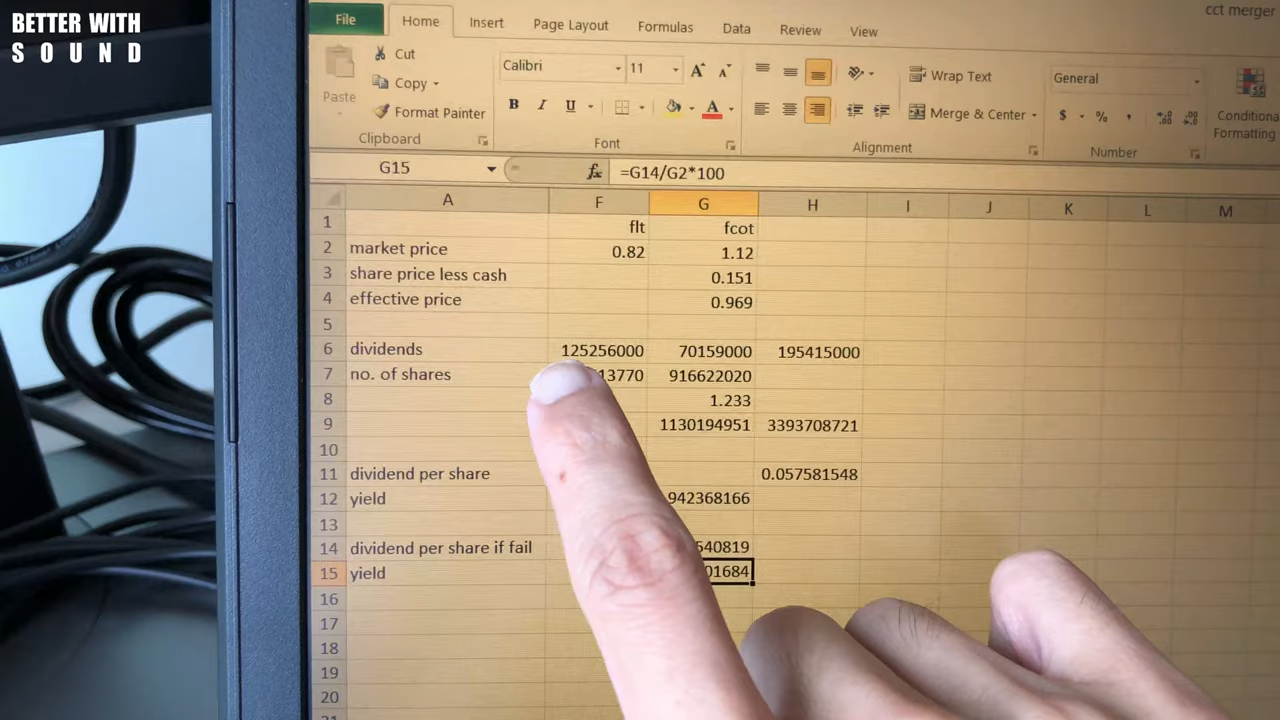 BETTER WITH
SOUND
cct merger
File Home Insert Page Layout Formulas Data Review View
Cut
Copy
Format Painter
Paste
Clipboard
Calibri 11
B I U
Font
Wrap Text
Merge & Center
Alignment
General
$ % ,
Number
Conditional
Formatting
G15 fx =G14/G2*100
A F G H I J K L M
1 flt fcot
2 market price 0.82 1.12
3 share price less cash 0.151
4 effective price 0.969
5
6 dividends 125256000 70159000 195415000
7 no. of shares 13770 916622020
8 1.233
9 1130194951 3393708721
10
11 dividend per share 0.057581548
12 yield 942368166
13
14 dividend per share if fail 540819
15 yield 01684
16
17
18
19
20